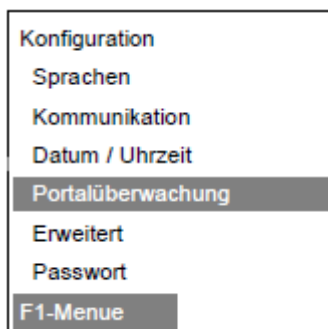 Konfiguration
Sprachen
Kommunikation
Datum / Uhrzeit
Portalüberwachung
Erweitert
Passwort
F1-Menue